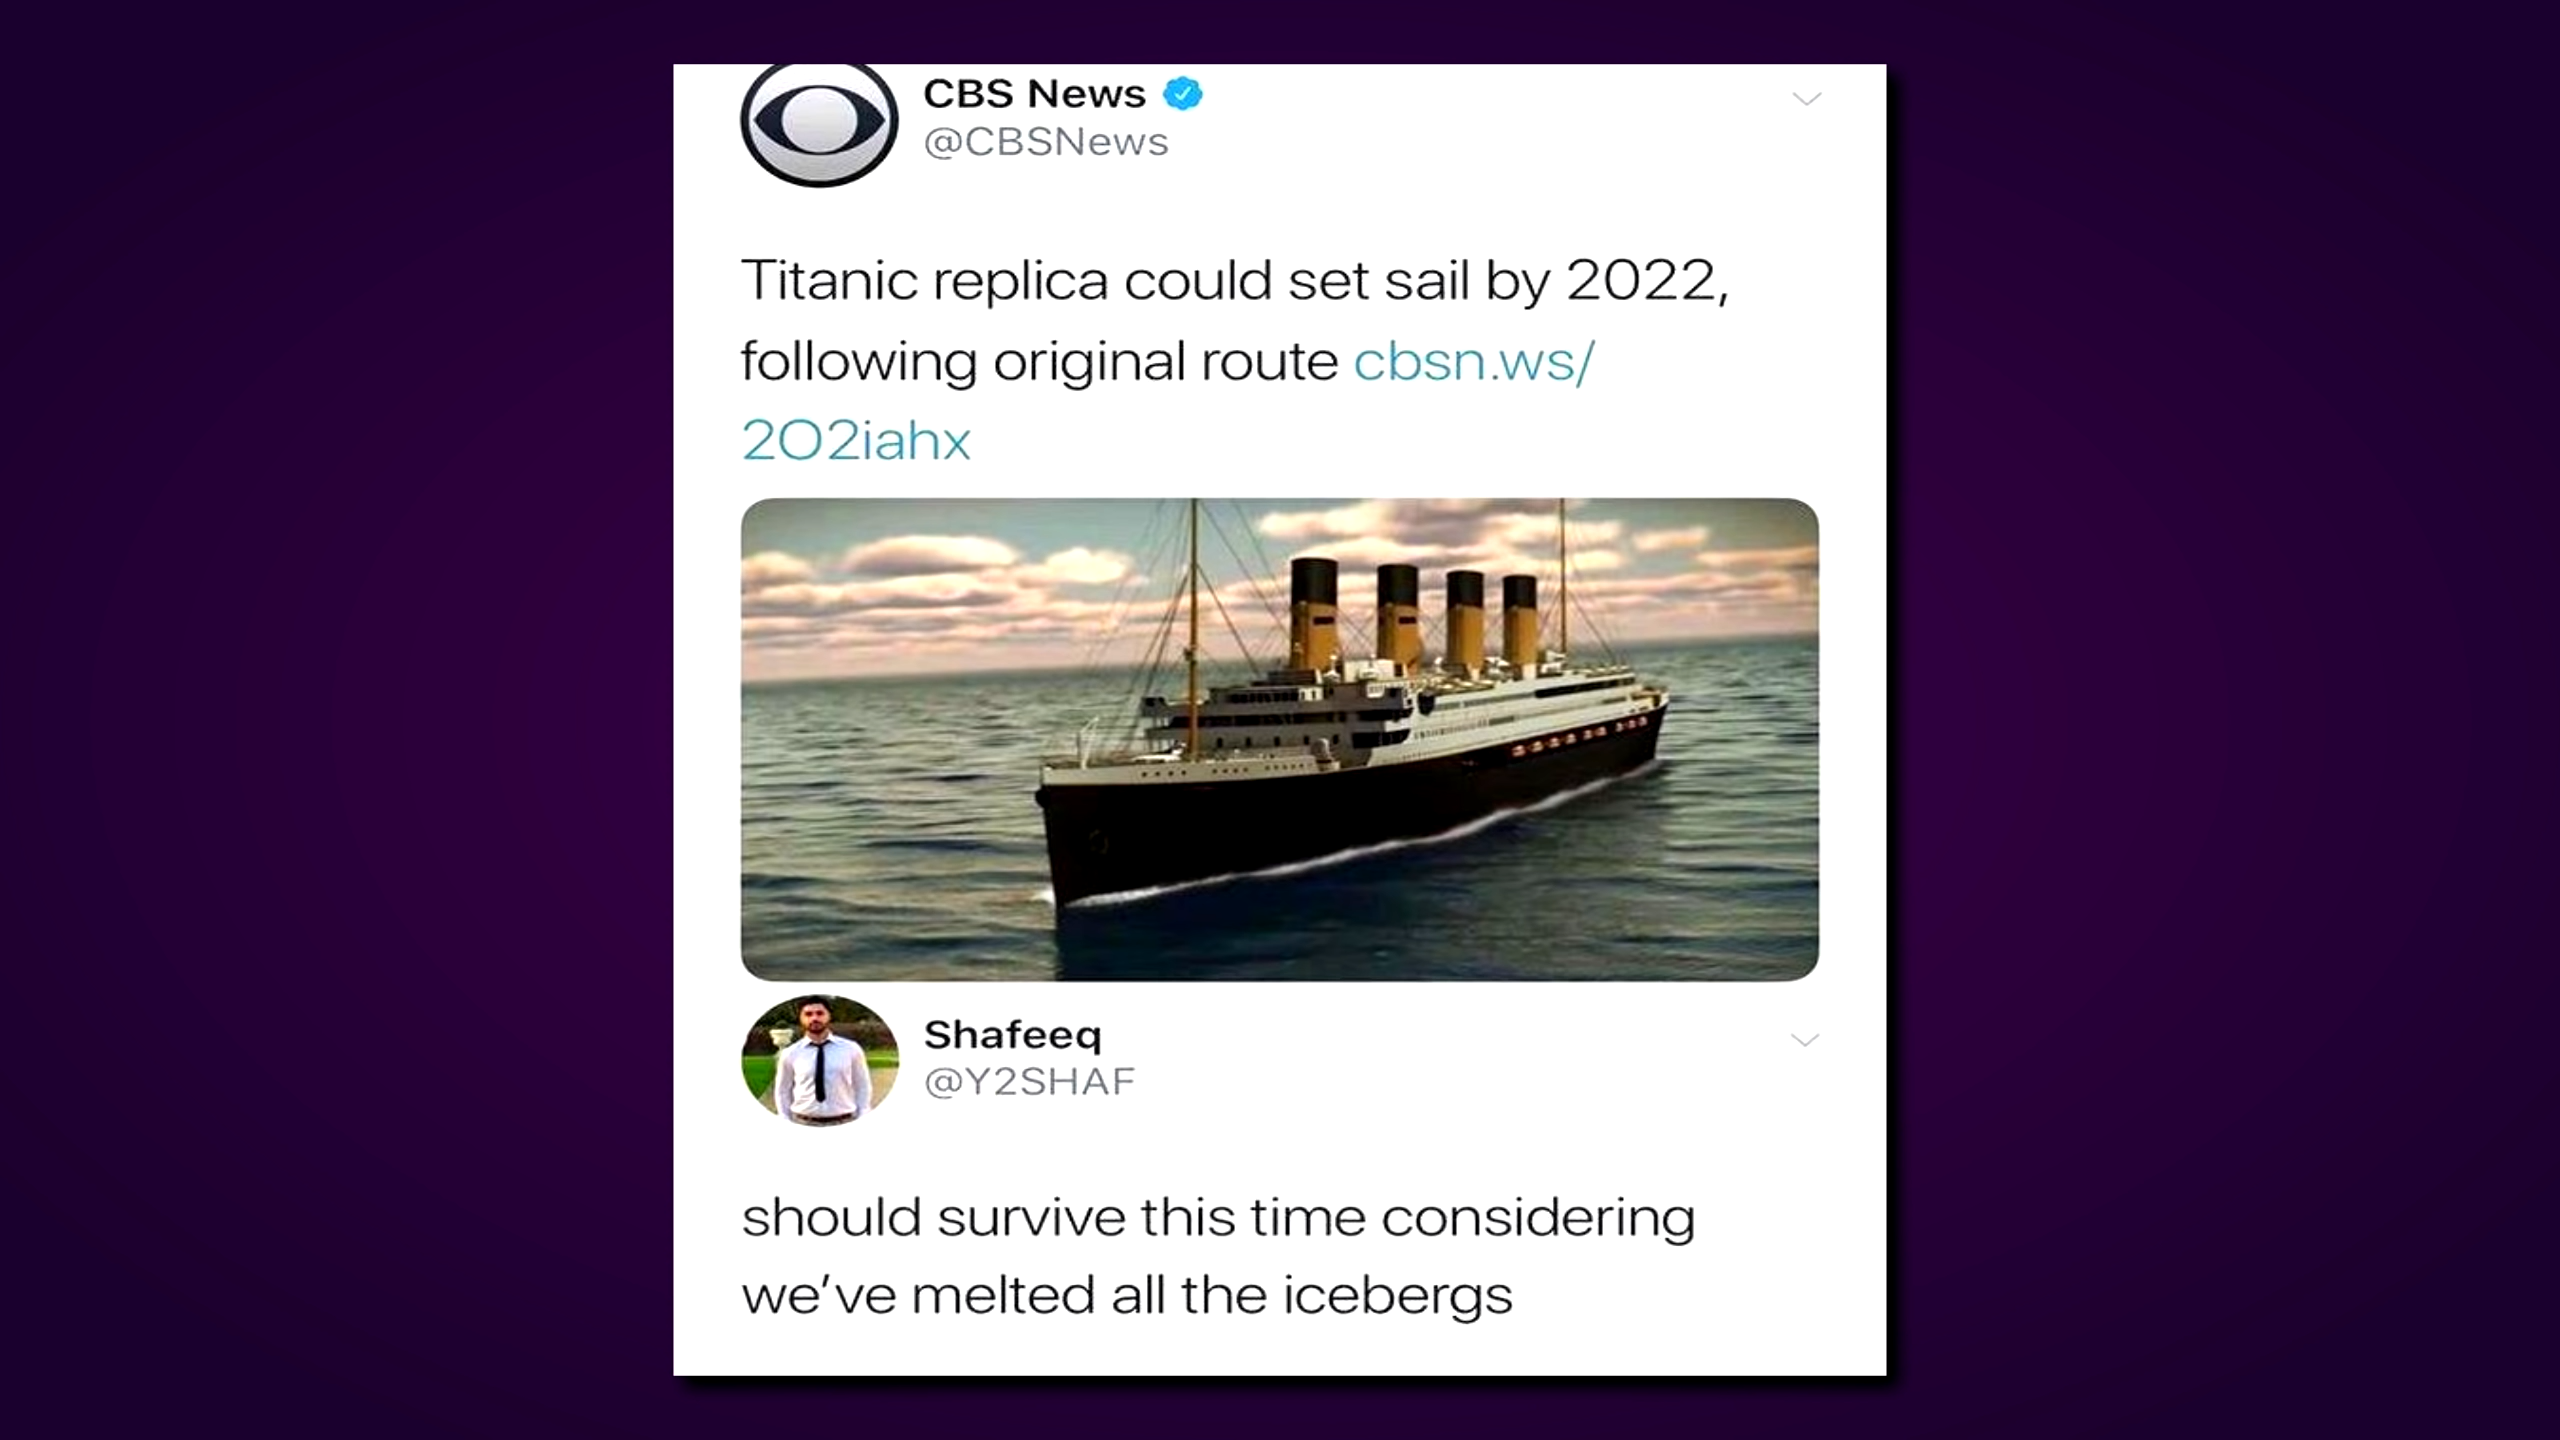 CBS News
@CBSNews
Titanic replica could set sail by 2022,
following original route cbsn.ws/
2O2iahx
Shafeeq
@Y2SHAF
should survive this time considering
we’ve melted all the icebergs